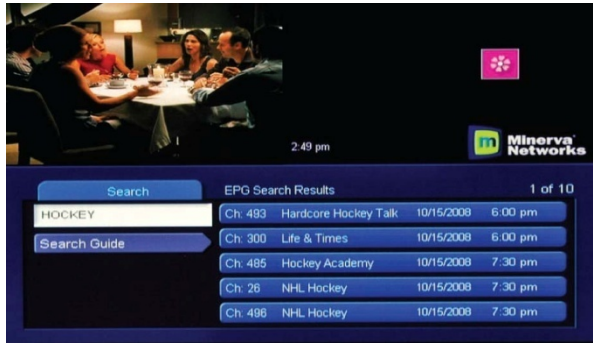 2:49 pm
Minerva
Networks
Search
EPG Search Results 1 of 10
HOCKEY
Search Guide
Ch: 493 Hardcore Hockey Talk 10/15/2008 6:00 pm
Ch: 300 Life & Times 10/15/2008 6:00 pm
Ch: 485 Hockey Academy 10/15/2008 7:30 pm
Ch: 26 NHL Hockey 10/15/2008 7:30 pm
Ch: 496 NHL Hockey 10/15/2008 7:30 pm